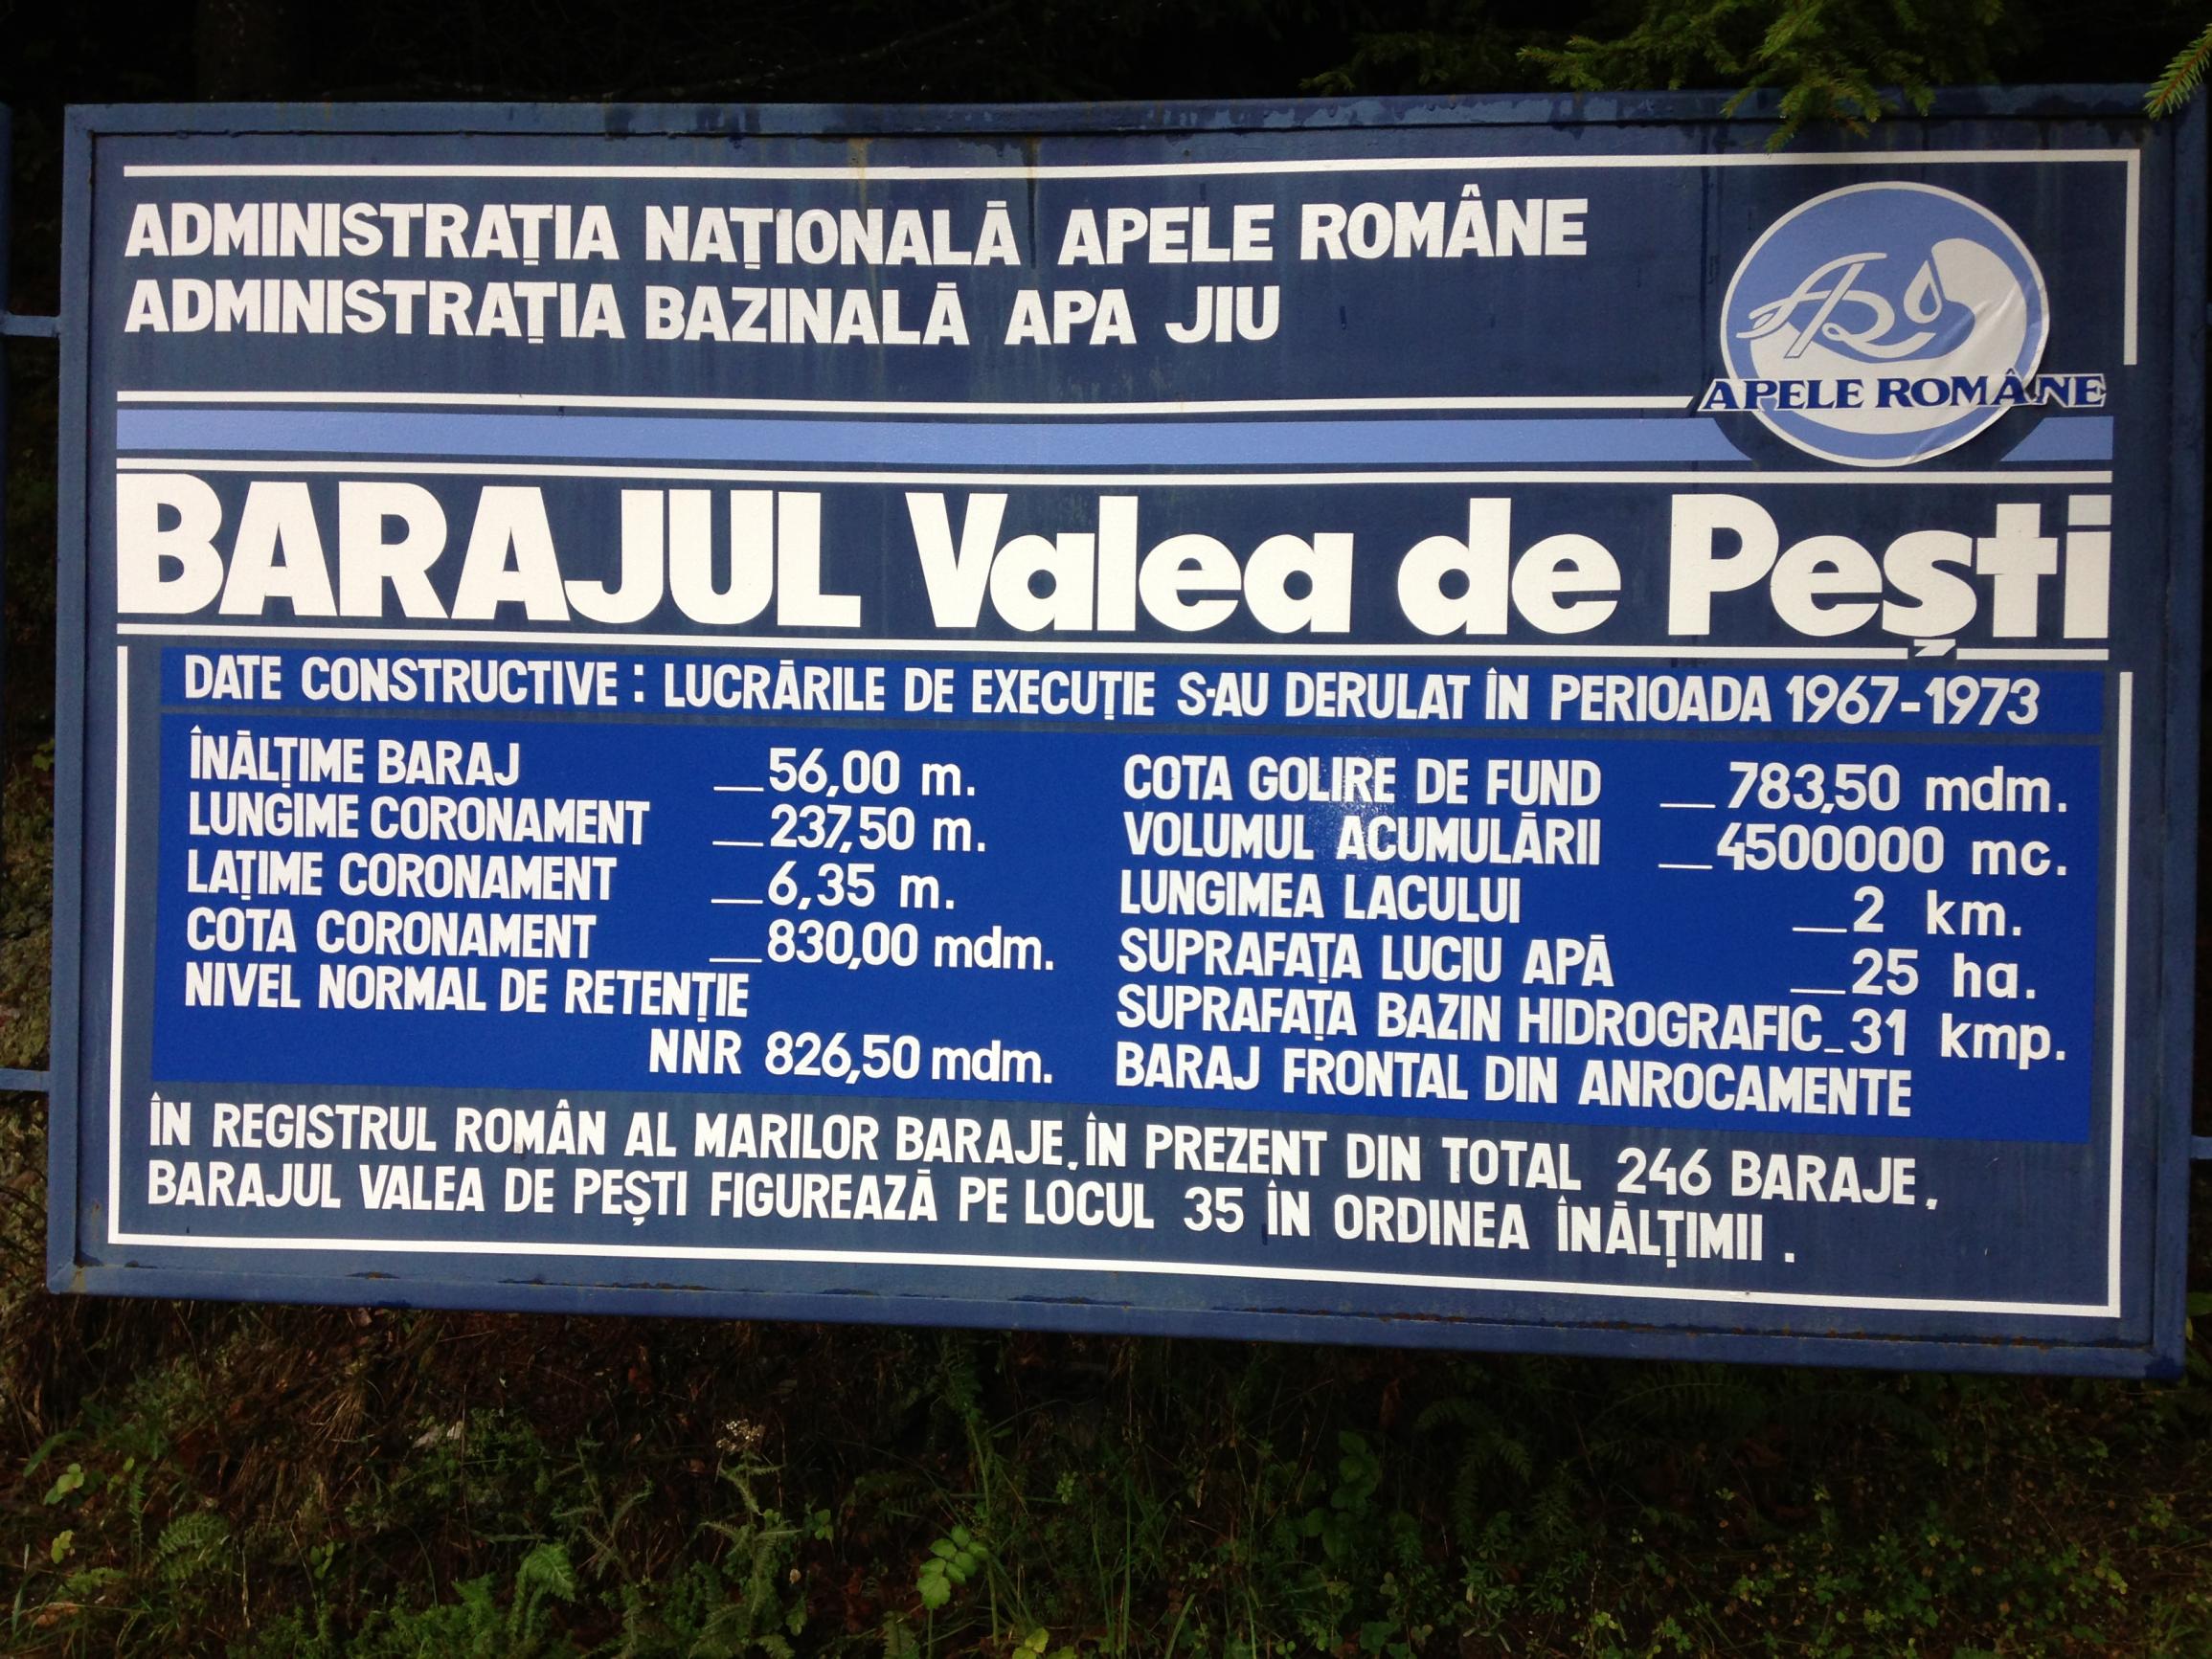 ADMINISTRAȚIA NAȚIONALĂ APELE ROMÂNE
ADMINISTRAȚIA BAZINALĂ APA JIU
APELE ROMÂNE
BARAJUL Valea de Pești
DATE CONSTRUCTIVE : LUCRĂRILE DE EXECUȚIE S-AU DERULAT ÎN PERIOADA 1967-1973
ÎNĂLȚIME BARAJ __56,00 m.
LUNGIME CORONAMENT __237,50 m.
LAȚIME CORONAMENT __6,35 m.
COTA CORONAMENT __830,00 mdm.
NIVEL NORMAL DE RETENȚIE
NNR 826,50 mdm.
COTA GOLIRE DE FUND __783,50 mdm.
VOLUMUL ACUMULĂRII __4500000 mc.
LUNGIMEA LACULUI __2 km.
SUPRAFAȚA LUCIU APĂ __25 ha.
SUPRAFAȚA BAZIN HIDROGRAFIC_31 kmp.
BARAJ FRONTAL DIN ANROCAMENTE
ÎN REGISTRUL ROMÂN AL MARILOR BARAJE, ÎN PREZENT DIN TOTAL 246 BARAJE,
BARAJUL VALEA DE PEȘTI FIGUREAZĂ PE LOCUL 35 ÎN ORDINEA ÎNĂLȚIMII .